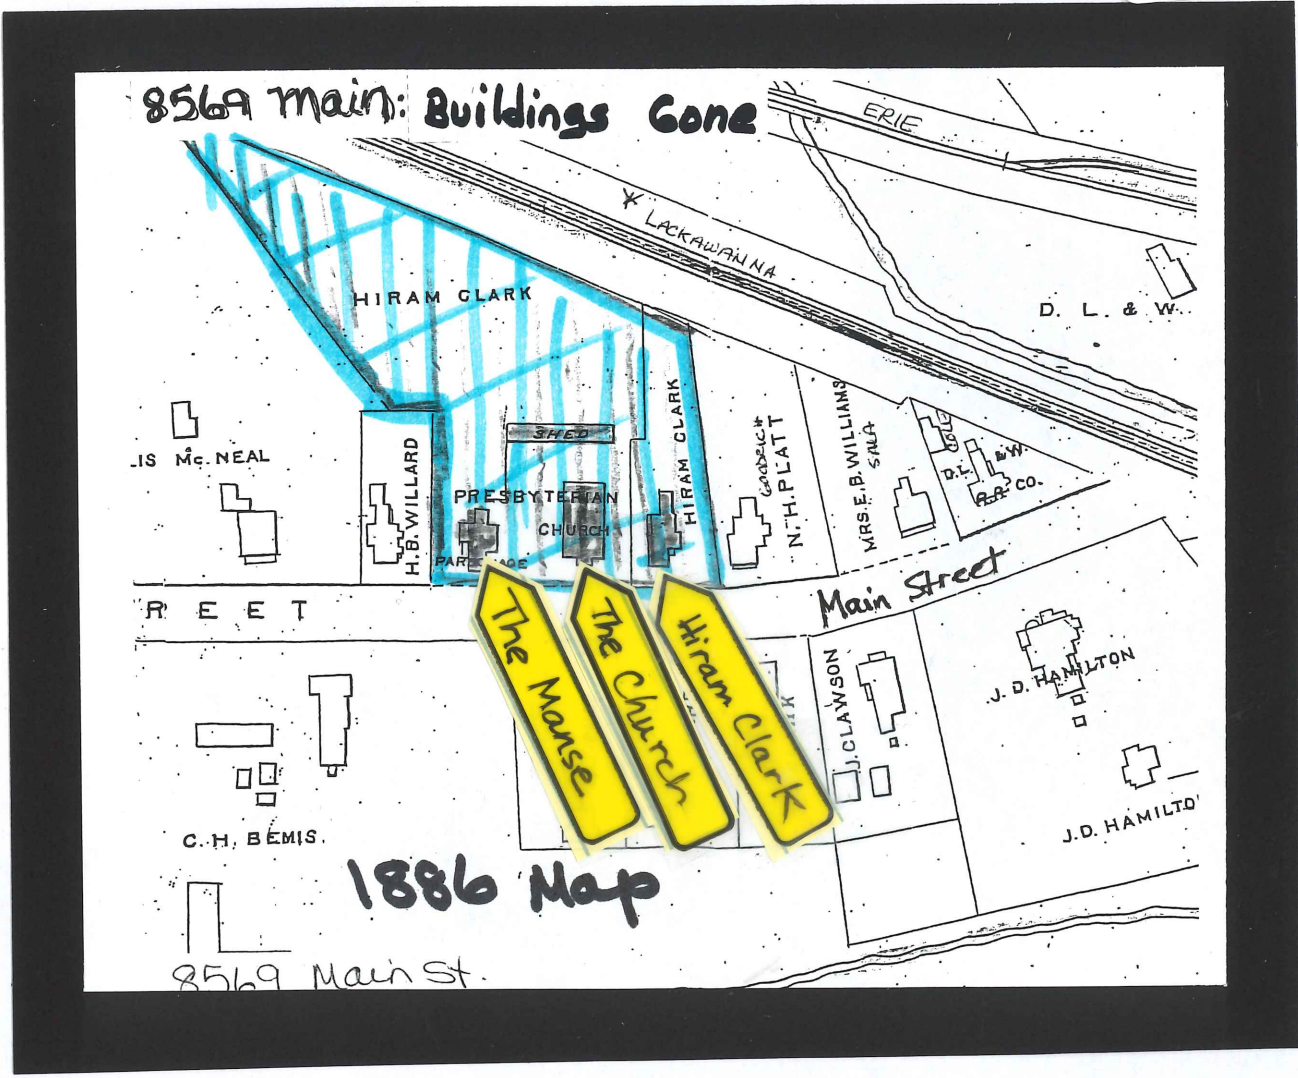 8569 Main: Buildings Gone
ERIE
LACKAWANNA
HIRAM CLARK
D. L. & W.
IS Mc. NEAL
H.B. WILLARD
SHED
PRESBYTERIAN
CHURCH
HIRAM CLARK
GOODRICH
N. H. PLATT
MRS. E. B. WILLIAMS
D. L. & W.
R. R. CO.
REET
Main Street
The Manse
The Church
Hiram Clark
J. CLAWSON
J. D. HAMILTON
C. H. BEMIS.
J. D. HAMILTO
1886 Map
8569 Main St.